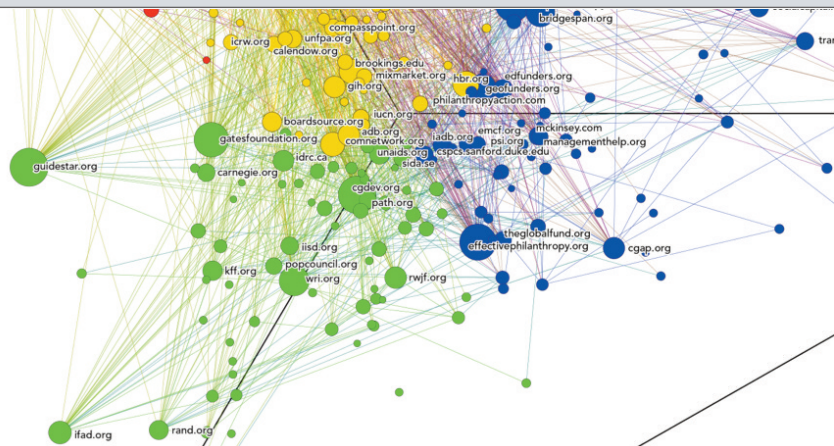 bridgespan.org
compasspoint.org
icrw.org
unfpa.org
calendow.org
brookings.edu
mixmarket.org
hbr.org
edfunders.org
gih.org
geofunders.org
philanthropyaction.com
iucn.org
boardsource.org
adb.org
emcf.org
mckinsey.com
gatesfoundation.org
comnetwork.org
iadb.org
psi.org
managementhelp.org
unaids.org
cspcs.sanford.duke.edu
idrc.ca
sida.se
guidestar.org
carnegie.org
cgdev.org
path.org
theglobalfund.org
iisd.org
effectivephilanthropy.org
cgap.org
popcouncil.org
kff.org
wri.org
rwjf.org
ifad.org
rand.org